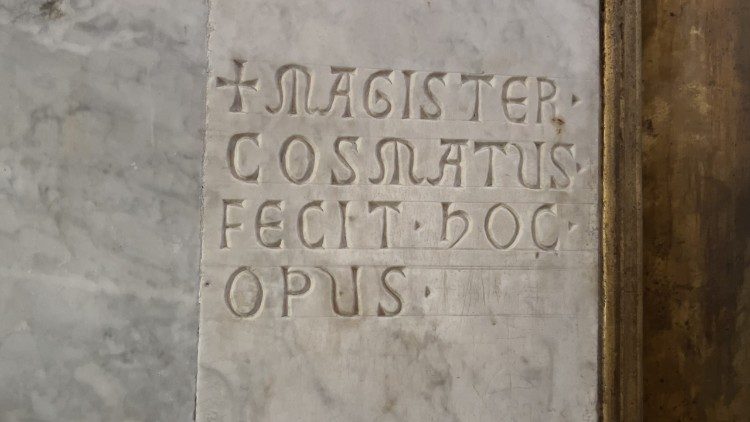 ✠ MAGISTER·
COSMATUS·
FECIT·hOC·
OPUS·